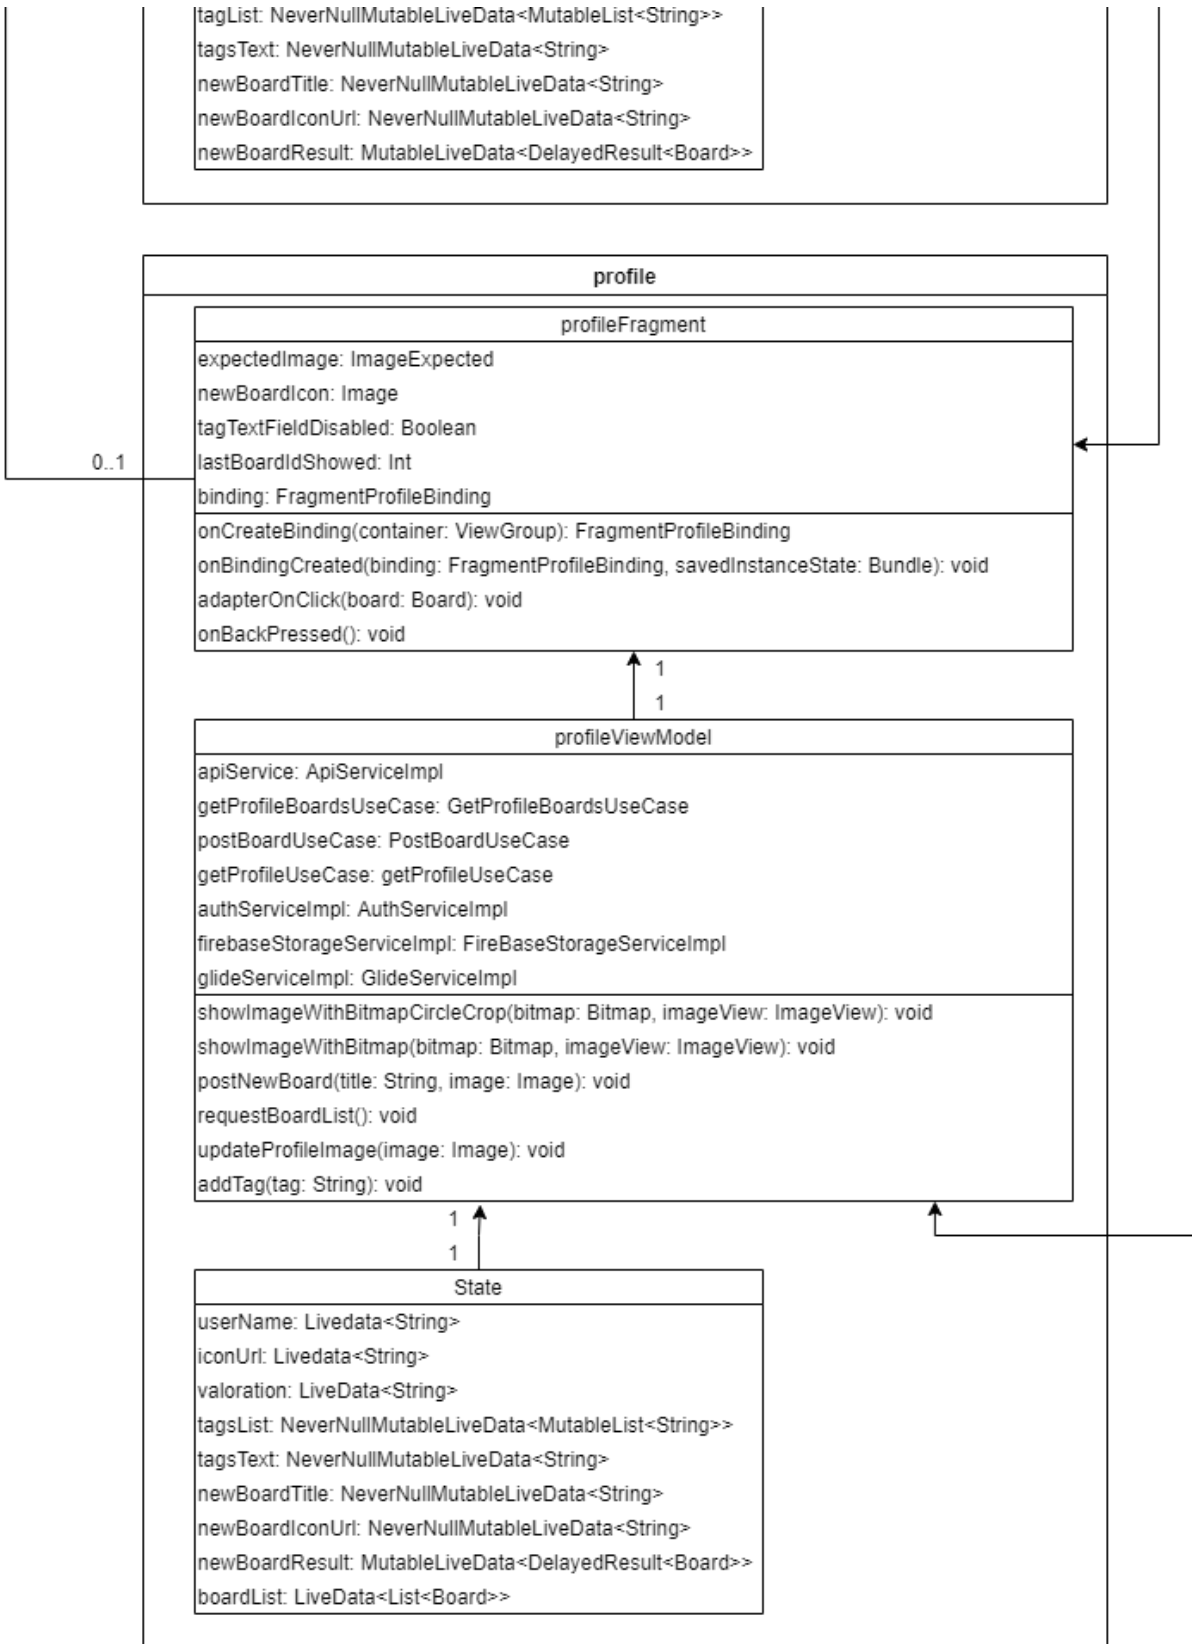 tagList: NeverNullMutableLiveData<MutableList<String>>
tagsText: NeverNullMutableLiveData<String>
newBoardTitle: NeverNullMutableLiveData<String>
newBoardIconUrl: NeverNullMutableLiveData<String>
newBoardResult: MutableLiveData<DelayedResult<Board>>
profile
profileFragment
expectedImage: ImageExpected
newBoardIcon: Image
tagTextFieldDisabled: Boolean
0..1
lastBoardIdShowed: Int
binding: FragmentProfileBinding
onCreateBinding(container: ViewGroup): FragmentProfileBinding
onBindingCreated(binding: FragmentProfileBinding, savedInstanceState: Bundle): void
adapterOnClick(board: Board): void
onBackPressed(): void
1
1
profileViewModel
apiService: ApiServiceImpl
getProfileBoardsUseCase: GetProfileBoardsUseCase
postBoardUseCase: PostBoardUseCase
getProfileUseCase: getProfileUseCase
authServiceImpl: AuthServiceImpl
firebaseStorageServiceImpl: FireBaseStorageServiceImpl
glideServiceImpl: GlideServiceImpl
showImageWithBitmapCircleCrop(bitmap: Bitmap, imageView: ImageView): void
showImageWithBitmap(bitmap: Bitmap, imageView: ImageView): void
postNewBoard(title: String, image: Image): void
requestBoardList(): void
updateProfileImage(image: Image): void
addTag(tag: String): void
1
1
State
userName: Livedata<String>
iconUrl: Livedata<String>
valoration: LiveData<String>
tagsList: NeverNullMutableLiveData<MutableList<String>>
tagsText: NeverNullMutableLiveData<String>
newBoardTitle: NeverNullMutableLiveData<String>
newBoardIconUrl: NeverNullMutableLiveData<String>
newBoardResult: MutableLiveData<DelayedResult<Board>>
boardList: LiveData<List<Board>>